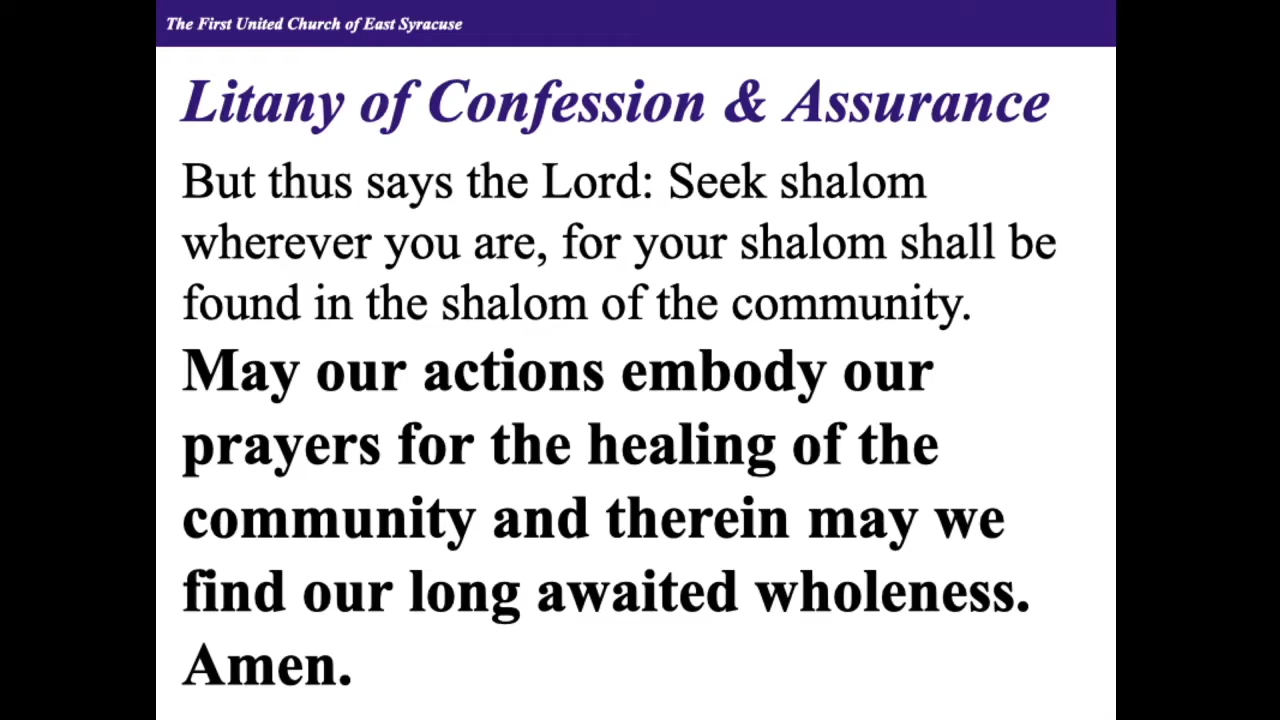 The First United Church of East Syracuse
Litany of Confession & Assurance
But thus says the Lord: Seek shalom
wherever you are, for your shalom shall be
found in the shalom of the community.
May our actions embody our
prayers for the healing of the
community and therein may we
find our long awaited wholeness.
Amen.